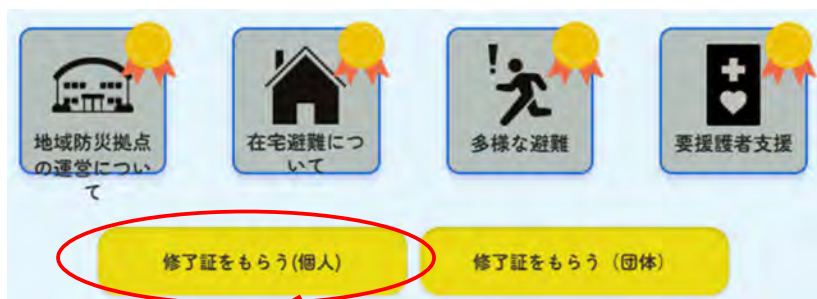 地域防災拠点
の運営につい
て
在宅避難につ
いて
多様な避難
要援護者支援
修了証をもらう(個人)
修了証をもらう（団体）